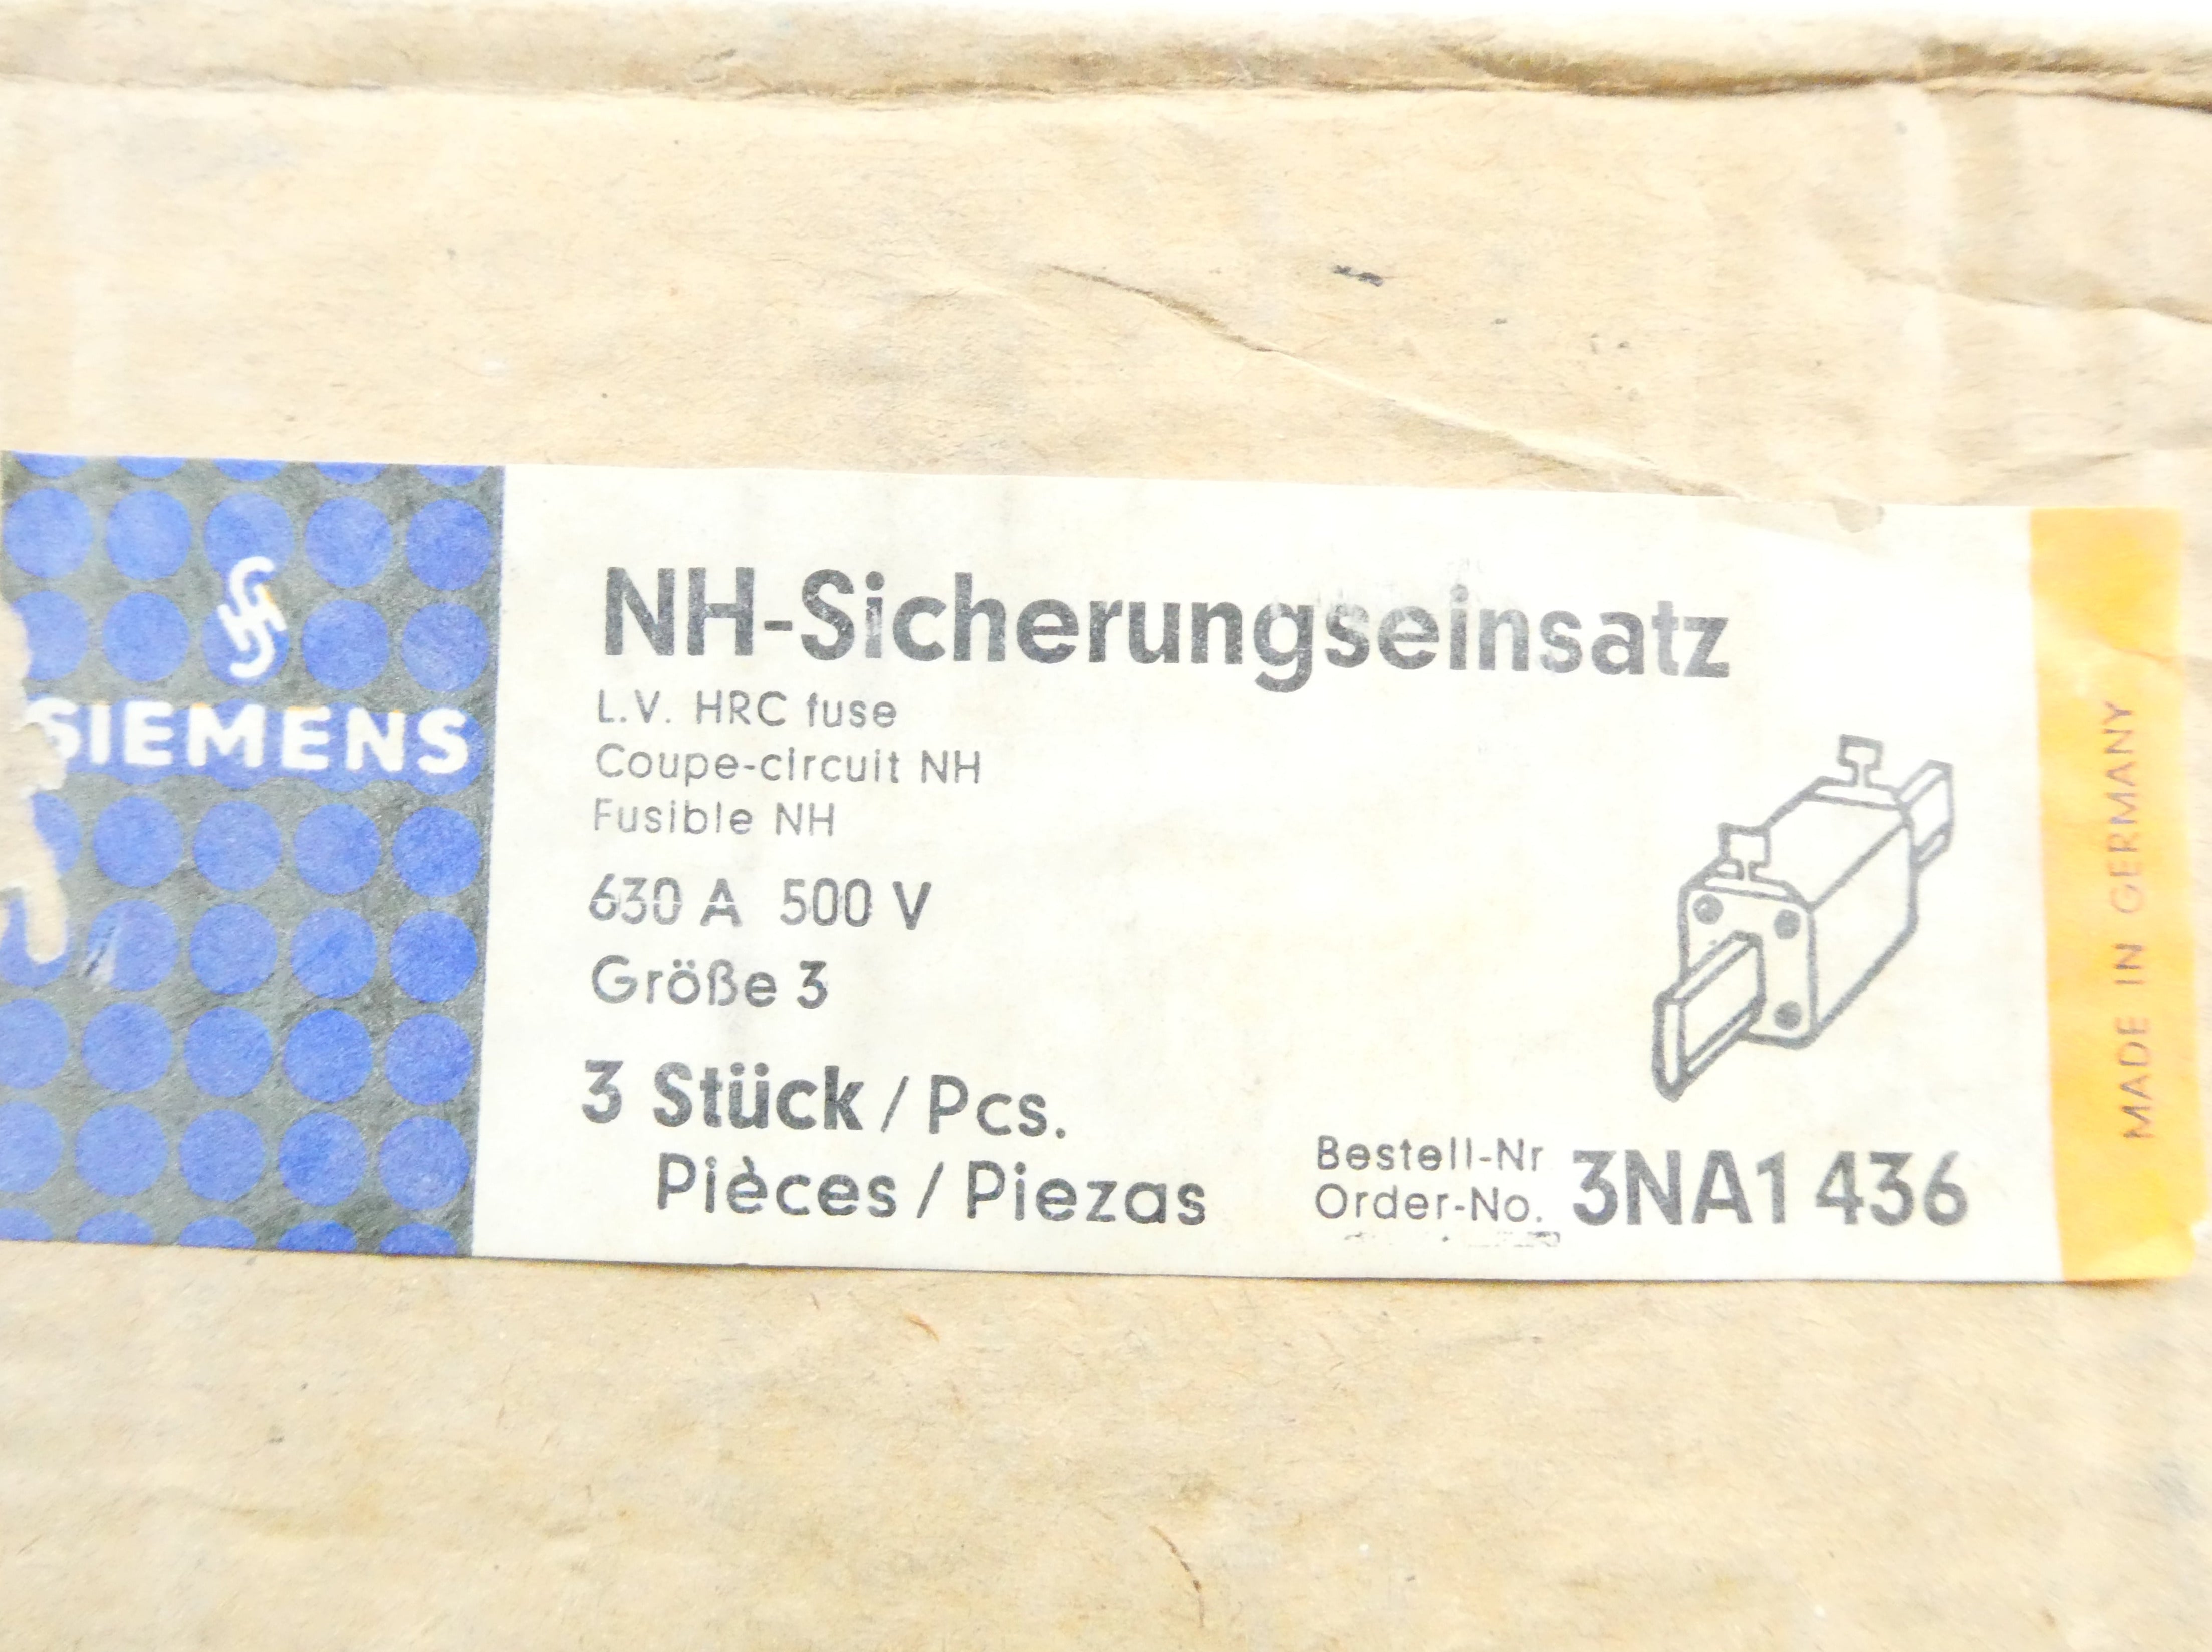 SIEMENS
NH-Sicherungseinsatz
L.V. HRC fuse
Coupe-circuit NH
Fusible NH
630 A 500 V
Größe 3
3 Stück / Pcs.
Pièces / Piezas
Bestell-Nr
Order-No. 3NA1 436
MADE IN GERMANY